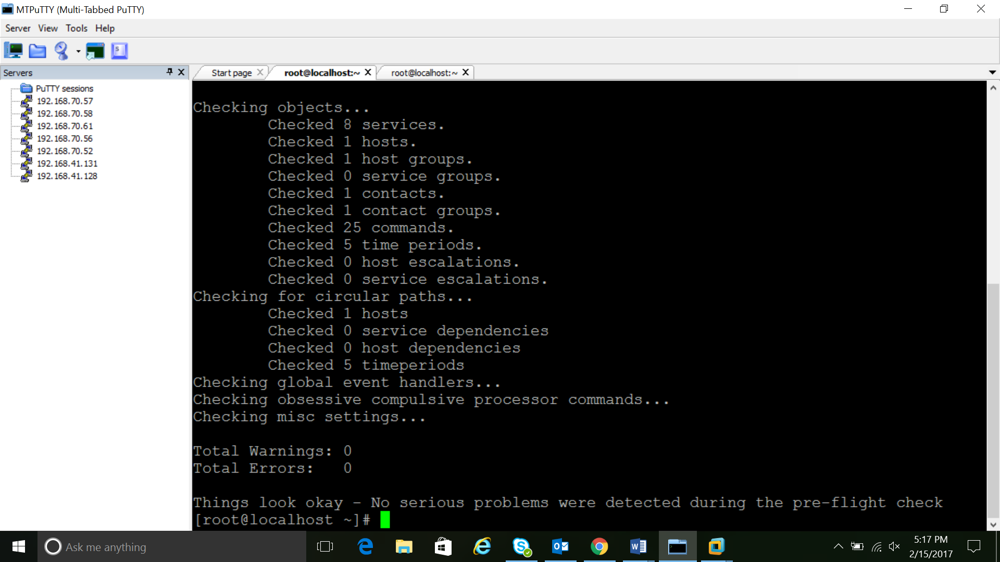 MTPuTTY (Multi-Tabbed PuTTY)
Server View Tools Help
S
Servers
Start page
root@localhost:~
root@localhost:~
PuTTY sessions
192.168.70.57
192.168.70.58
192.168.70.61
192.168.70.56
192.168.70.52
192.168.41.131
192.168.41.128
Checking objects...
Checked 8 services.
Checked 1 hosts.
Checked 1 host groups.
Checked 0 service groups.
Checked 1 contacts.
Checked 1 contact groups.
Checked 25 commands.
Checked 5 time periods.
Checked 0 host escalations.
Checked 0 service escalations.
Checking for circular paths...
Checked 1 hosts
Checked 0 service dependencies
Checked 0 host dependencies
Checked 5 timeperiods
Checking global event handlers...
Checking obsessive compulsive processor commands...
Checking misc settings...
Total Warnings: 0
Total Errors:   0
Things look okay - No serious problems were detected during the pre-flight check
[root@localhost ~]#
Ask me anything
5:17 PM
2/15/2017